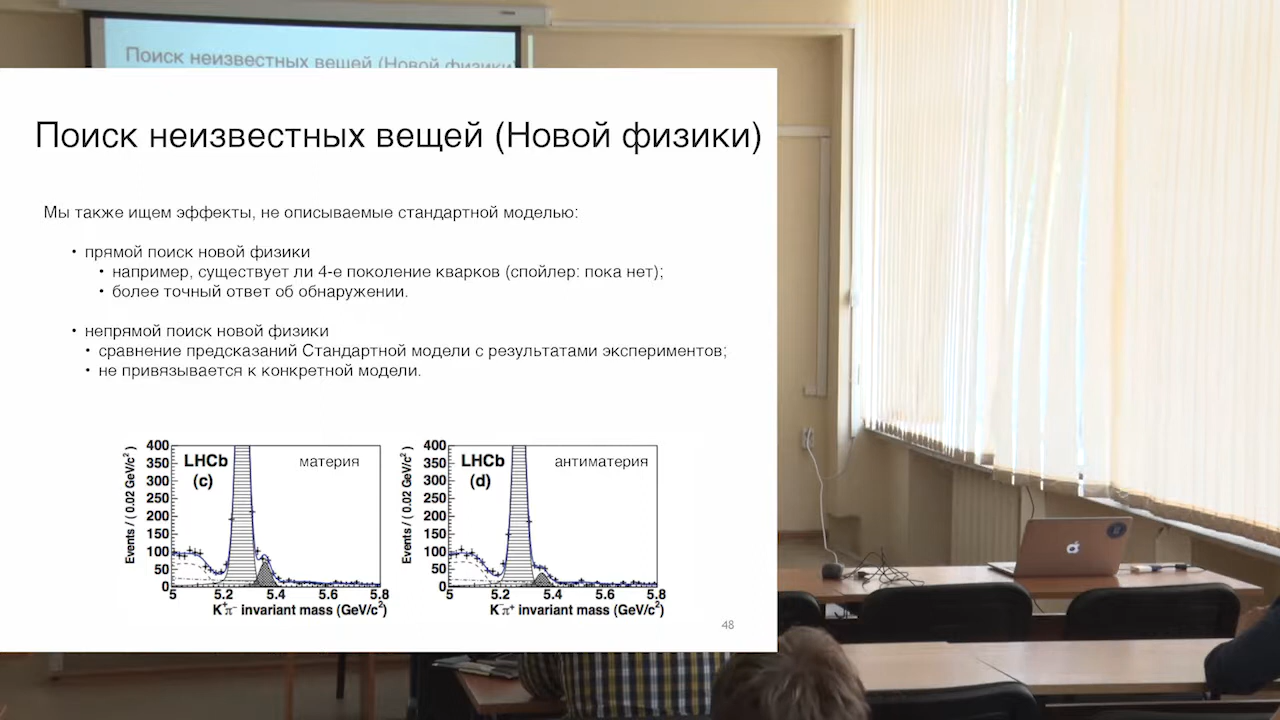 Поиск неизвестных вещей (Новой физики)
Поиск неизвестных вещей (Новой физики)
Мы также ищем эффекты, не описываемые стандартной моделью:
• прямой поиск новой физики
• например, существует ли 4-е поколение кварков (спойлер: пока нет);
• более точный ответ об обнаружении.
• непрямой поиск новой физики
• сравнение предсказаний Стандартной модели с результатами экспериментов;
• не привязывается к конкретной модели.
Events / ( 0.02 GeV/c² )
400
350
300
250
200
150
100
50
0
LHCb
(c)
материя
5 5.2 5.4 5.6 5.8
K⁺π⁻ invariant mass (GeV/c²)
Events / ( 0.02 GeV/c² )
400
350
300
250
200
150
100
50
0
LHCb
(d)
антиматерия
5 5.2 5.4 5.6 5.8
K⁻π⁺ invariant mass (GeV/c²)
48